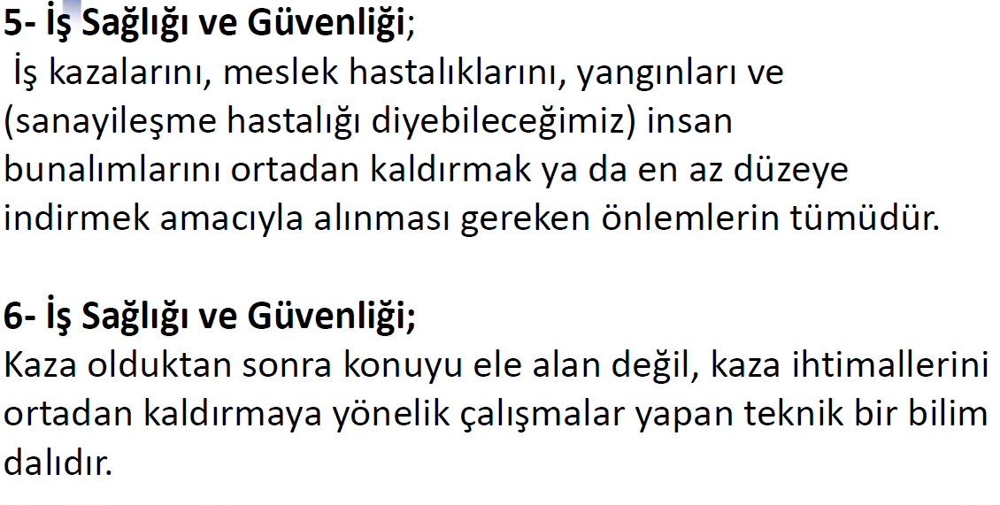 5- İş Sağlığı ve Güvenliği;
İş kazalarını, meslek hastalıklarını, yangınları ve
(sanayileşme hastalığı diyebileceğimiz) insan
bunalımlarını ortadan kaldırmak ya da en az düzeye
indirmek amacıyla alınması gereken önlemlerin tümüdür.
6- İş Sağlığı ve Güvenliği;
Kaza olduktan sonra konuyu ele alan değil, kaza ihtimallerini
ortadan kaldırmaya yönelik çalışmalar yapan teknik bir bilim
dalıdır.